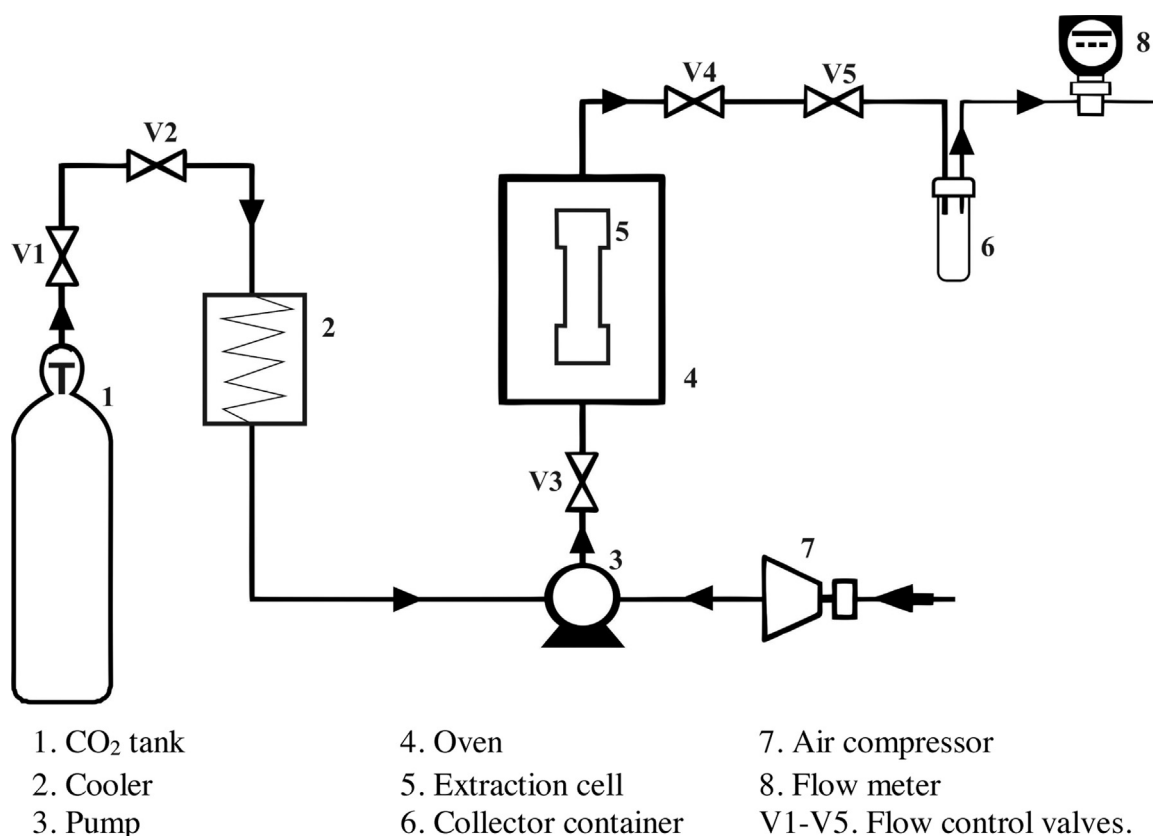 8
V4
V5
V2
5
6
V1
2
4
1
V3
3
7
1. CO₂ tank
2. Cooler
3. Pump
4. Oven
5. Extraction cell
6. Collector container
7. Air compressor
8. Flow meter
V1-V5. Flow control valves.